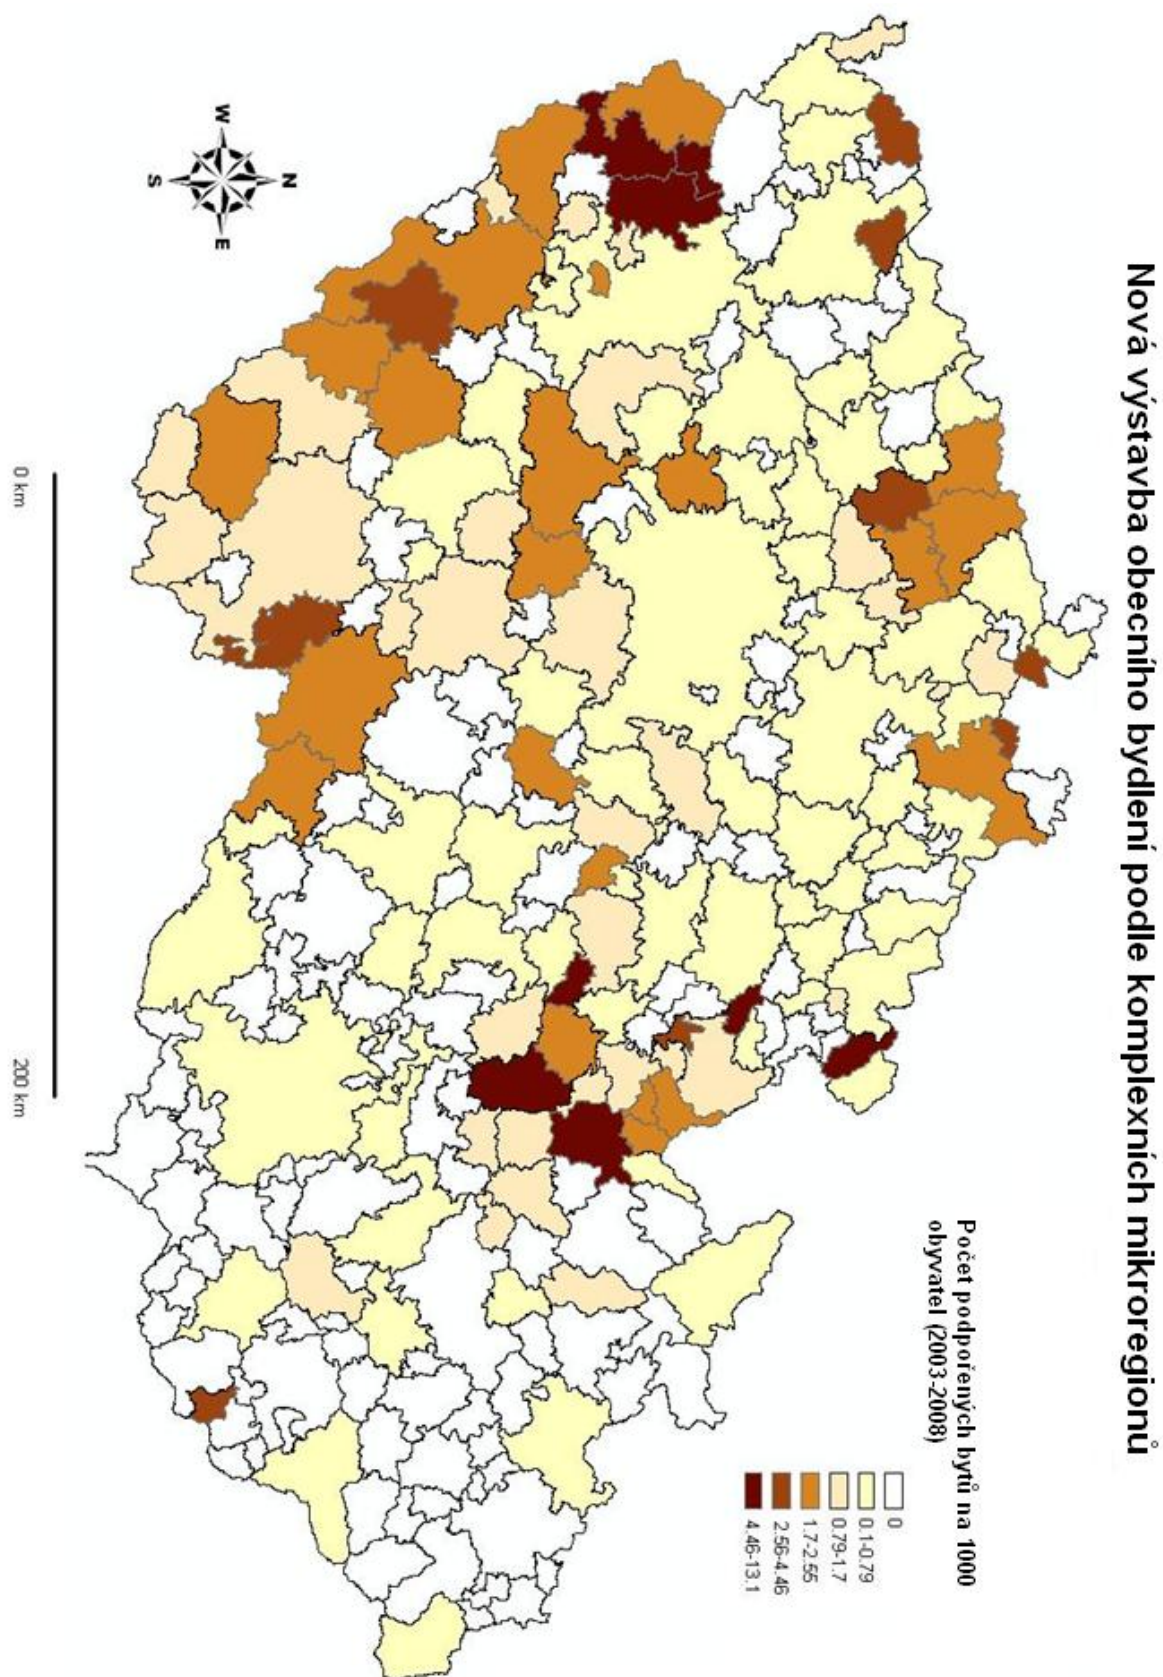 Nová výstavba obecního bydlení podle komplexních mikroregionů
Počet podpořených bytů na 1000
obyvatel (2003-2008)
0
0.1-0.79
0.79-1.7
1.7-2.55
2.56-4.46
4.46-13.1
N
W
E
S
0 km
200 km